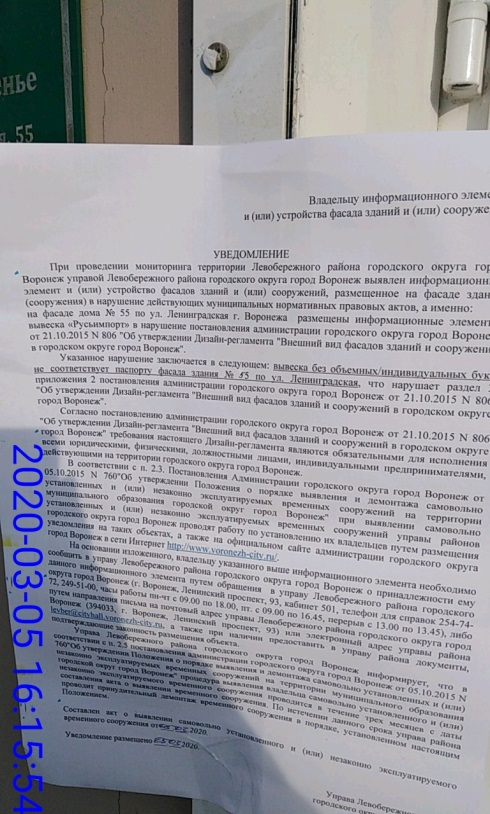 нье
55
Владельцу информационного элеме
и (или) устройства фасада зданий и (или) сооруже
УВЕДОМЛЕНИЕ
При проведении мониторинга территории Левобережного района городского округа гор
Воронеж управой Левобережного района городского округа город Воронеж выявлен информационн
элемент и (или) устройство фасадов зданий и (или) сооружений, размещенное на фасаде здан
(сооружения) в нарушение действующих муниципальных нормативных правовых актов, а именно:
на фасаде дома № 55 по ул. Ленинградская г. Воронежа размещены информационные элемент
вывеска «Русьимпорт» в нарушение постановления администрации городского округа город Ворон
от 21.10.2015 N 806 "Об утверждении Дизайн-регламента "Внешний вид фасадов зданий и сооружени
в городском округе город Воронеж".
Указанное нарушение заключается в следующем: вывеска без объемных/индивидуальных бук
не соответствует паспорту фасада здания № 55 по ул. Ленинградская, что нарушает раздел
приложения 2 постановления администрации городского округа город Воронеж от 21.10.2015 N 806
"Об утверждении Дизайн-регламента "Внешний вид фасадов зданий и сооружений в городском округе
город Воронеж".
Согласно постановлению администрации городского округа город Воронеж от 21.10.2015 N 806
"Об утверждении Дизайн-регламента "Внешний вид фасадов зданий и сооружений в городском округе
город Воронеж" требования настоящего Дизайн-регламента являются обязательными для исполнения
всеми юридическими, физическими, должностными лицами, индивидуальными предпринимателями,
действующими на территории городского округа город Воронеж.
В соответствии с п. 2.3. Постановления Администрации городского округа город Воронеж от
05.10.2015 N 760"Об утверждении Положения о порядке выявления и демонтажа самовольно
установленных и (или) незаконно эксплуатируемых временных сооружений на территории
муниципального образования городской округ город Воронеж" при выявлении самовольно
установленных и (или) незаконно эксплуатируемых временных сооружений управы районов
городского округа город Воронеж проводят работу по установлению их владельцев путем размещения
уведомления на таких объектах, а также на официальном сайте администрации городского округа
город Воронеж в сети Интернет http://www.voronezh-city.ru/.
На основании изложенного, владельцу указанного выше информационного элемента необходимо
сообщить в управу Левобережного района городского округа город Воронеж о принадлежности ему
данного информационного элемента путем обращения в управу Левобережного района городского
округа город Воронеж (г. Воронеж, Ленинский проспект, 93, кабинет 501, телефон для справок 254-74-
72, 249-51-00, часы работы пн-чт с 09.00 по 18.00, пт. с 09.00 по 16.45, перерыв с 13.00 по 13.45), либо
путем направления письма на почтовый адрес управы Левобережного района городского округа город
Воронеж (394033, г. Воронеж, Ленинский проспект, 93) или электронный адрес управы района
levber@cityhall.voronezh-city.ru, а также при наличии предоставить в управу района документы,
подтверждающие законность размещения объекта.
Управа Левобережного района городского округа город Воронеж информирует, что в
соответствии с п. 2.5 постановления администрации городского округа город Воронеж от 05.10.2015 N
760"Об утверждении Положения о порядке выявления и демонтажа самовольно установленных и (или)
незаконно эксплуатируемых временных сооружений на территории муниципального образования
городской округ город Воронеж" процедура выявления владельца самовольно установленного и (или)
незаконно эксплуатируемого временного сооружения проводится в течение трех месяцев с даты
составления акта о выявлении временного сооружения. По истечении данного срока управа района
проводит принудительный демонтаж временного сооружения в порядке, установленном настоящим
Положением.
Составлен акт о выявлении самовольно установленного и (или) незаконно эксплуатируемого
временного сооружения от 2020.
Уведомление размещено 2020.
Управа Левобережн
городского окр
2020-03-05 16:15:54